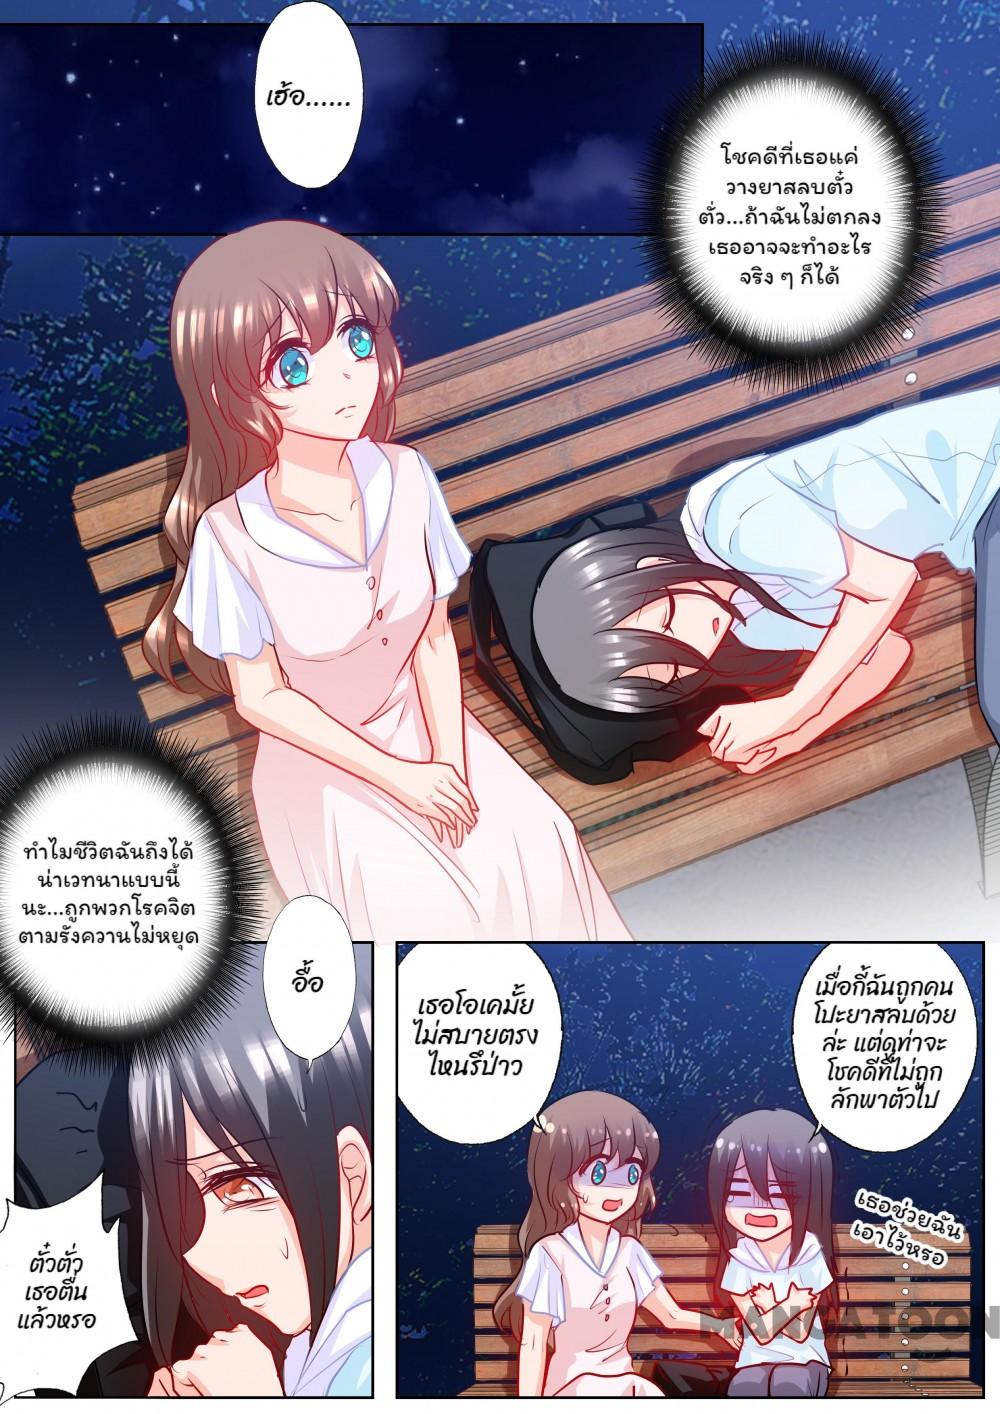 เฮ้อ......
โชคดีที่เธอแค่
วางยาสลบตั๋ว
ตั่ว...ถ้าฉันไม่ตกลง
เธออาจจะทำอะไร
จริง ๆ ก็ได้
ทำไมชีวิตฉันถึงได้
น่าเวทนาแบบนี้
นะ...ถูกพวกโรคจิต
ตามรังควานไม่หยุด
อื้อ
ตั๋วตั่ว
เธอตื่น
แล้วหรอ
เธอโอเคมั้ย
ไม่สบายตรง
ไหนรึป่าว
เมื่อกี้ฉันถูกคน
โปะยาสลบด้วย
ล่ะ แต่ดูท่าจะ
โชคดีที่ไม่ถูก
ลักพาตัวไป
เธอช่วยฉัน
เอาไว้หรอ
MANGATOON